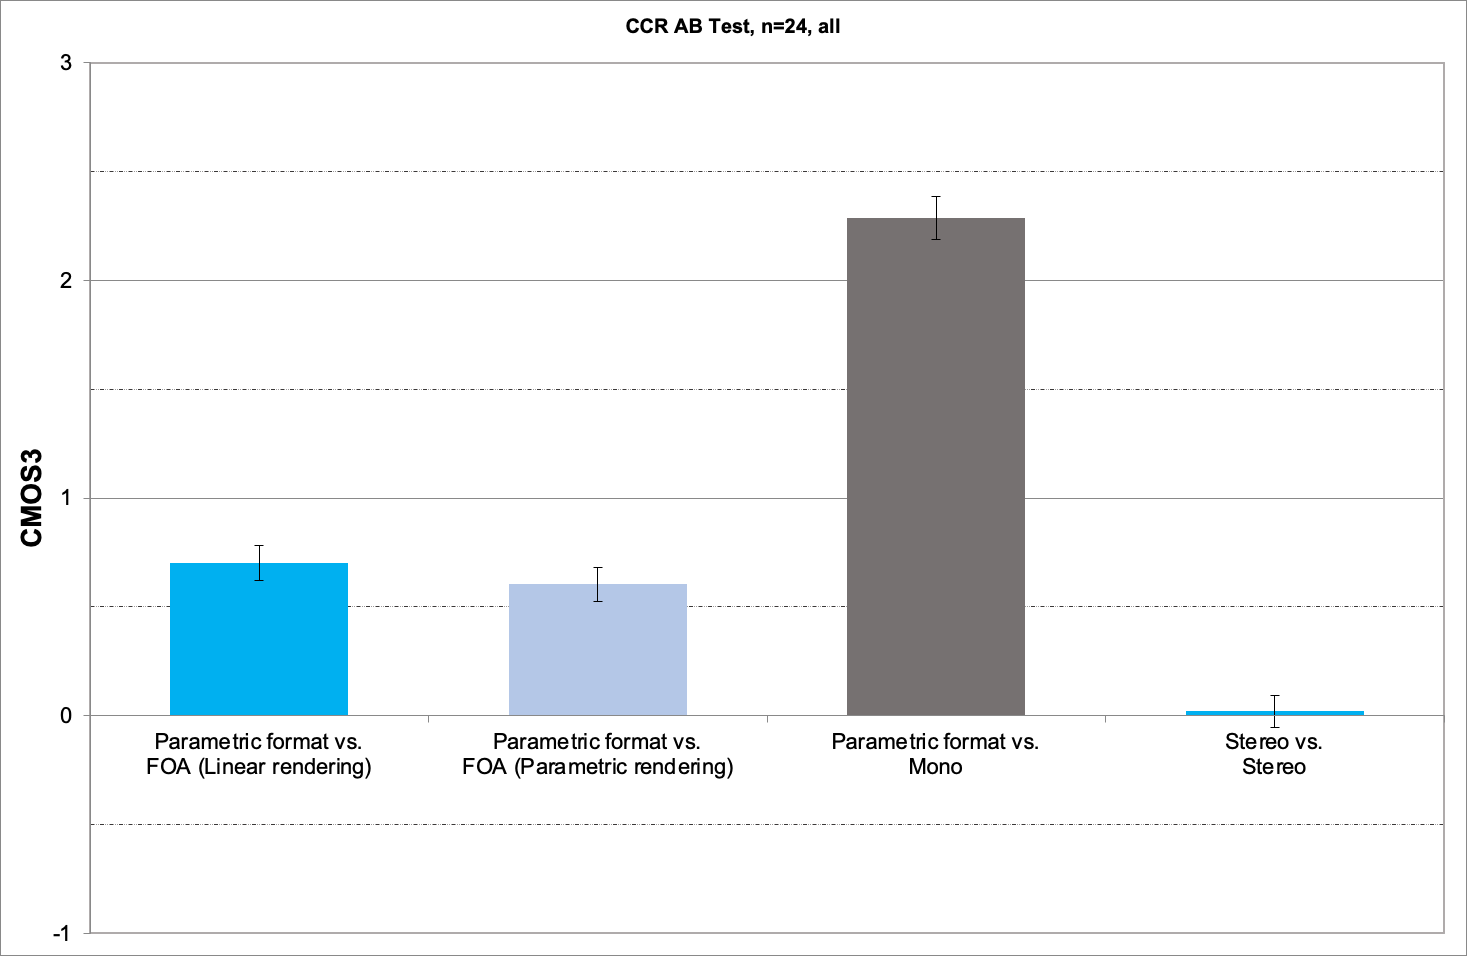 CCR AB Test, n=24, all
3
2
1
0
-1
CMOS3
Parametric format vs.
FOA (Linear rendering)
Parametric format vs.
FOA (Parametric rendering)
Parametric format vs.
Mono
Stereo vs.
Stereo